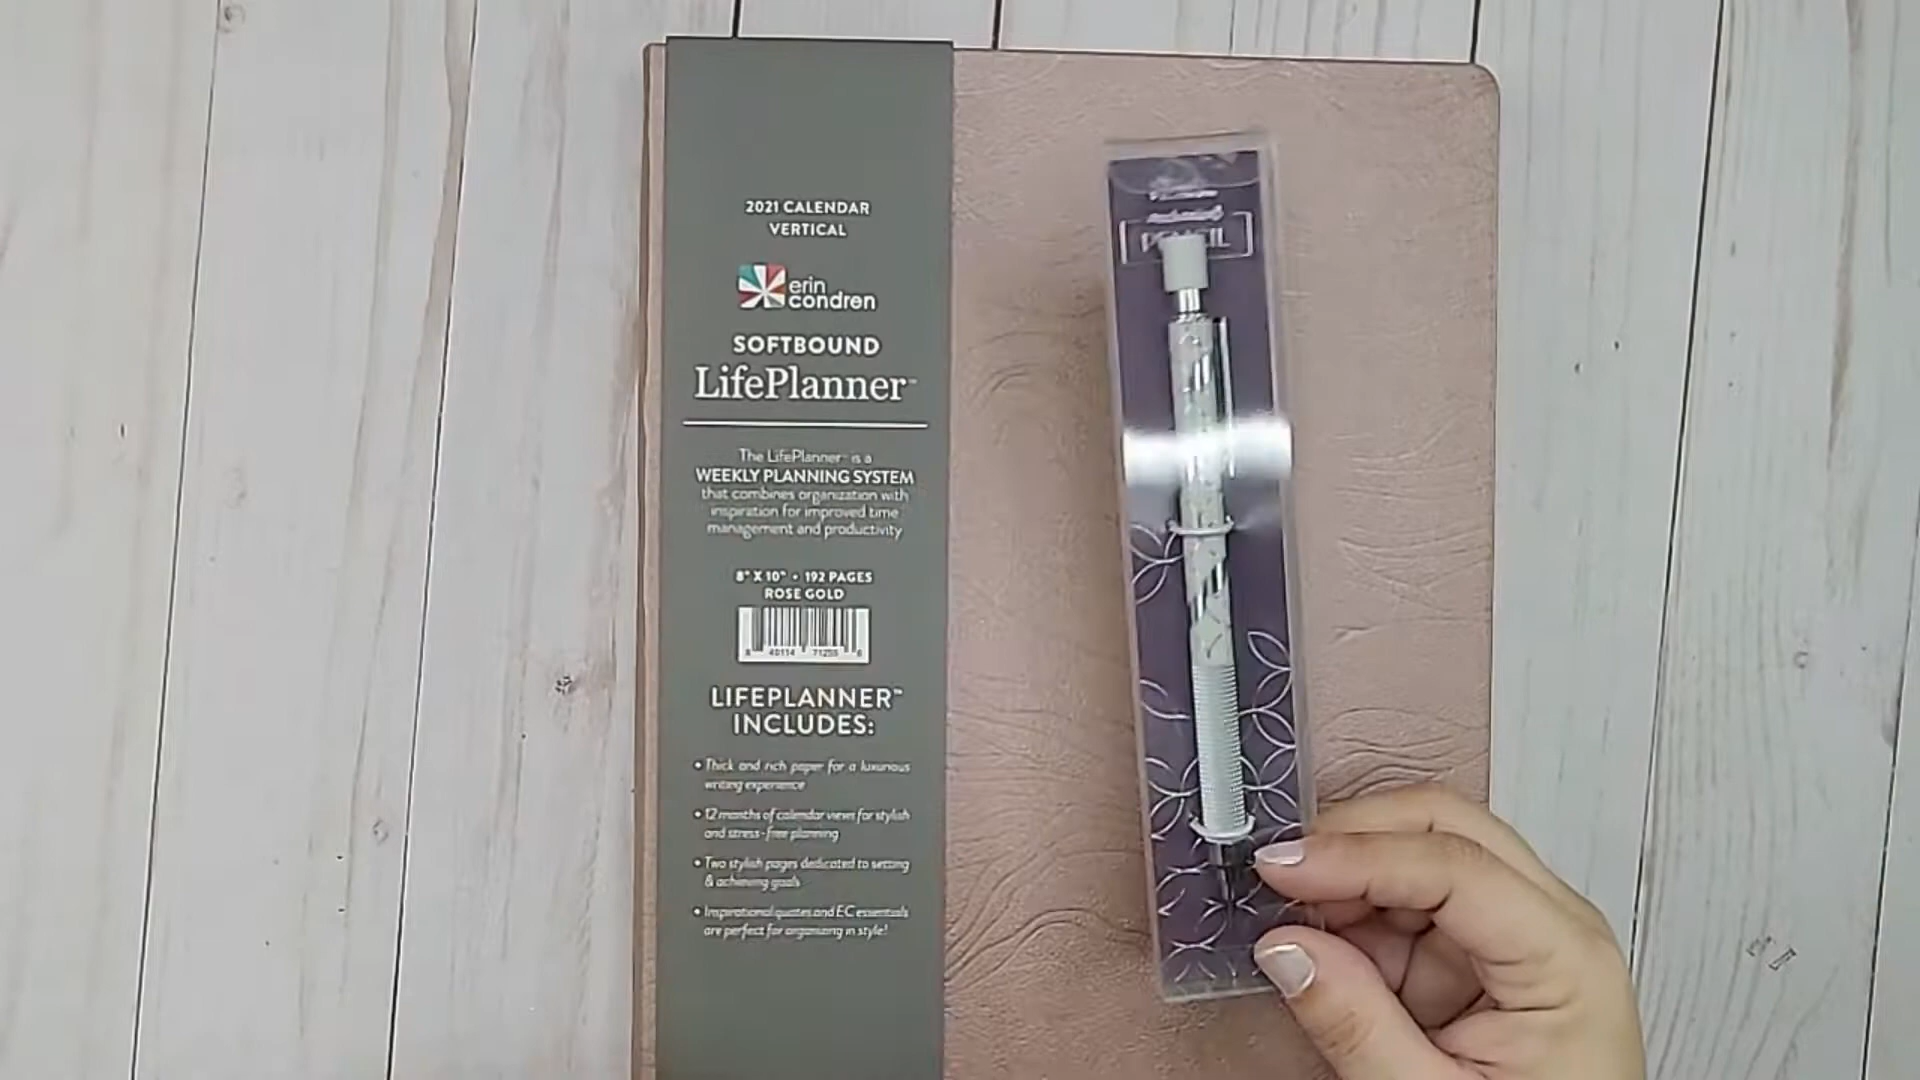 2021 CALENDAR
VERTICAL
erin
condren
SOFTBOUND
LifePlanner™
The LifePlanner™ is a
WEEKLY PLANNING SYSTEM
that combines organization with
inspiration for improved time
management and productivity
8" X 10" • 192 PAGES
ROSE GOLD
LIFEPLANNER™
INCLUDES:
• Thick and rich paper for a luxurious
writing experience
• 12 months of calendar views for stylish
and stress-free planning
• Two stylish pages dedicated to setting
& achieving goals
• Inspirational quotes and EC essentials
are perfect for organizing in style!
PENCIL